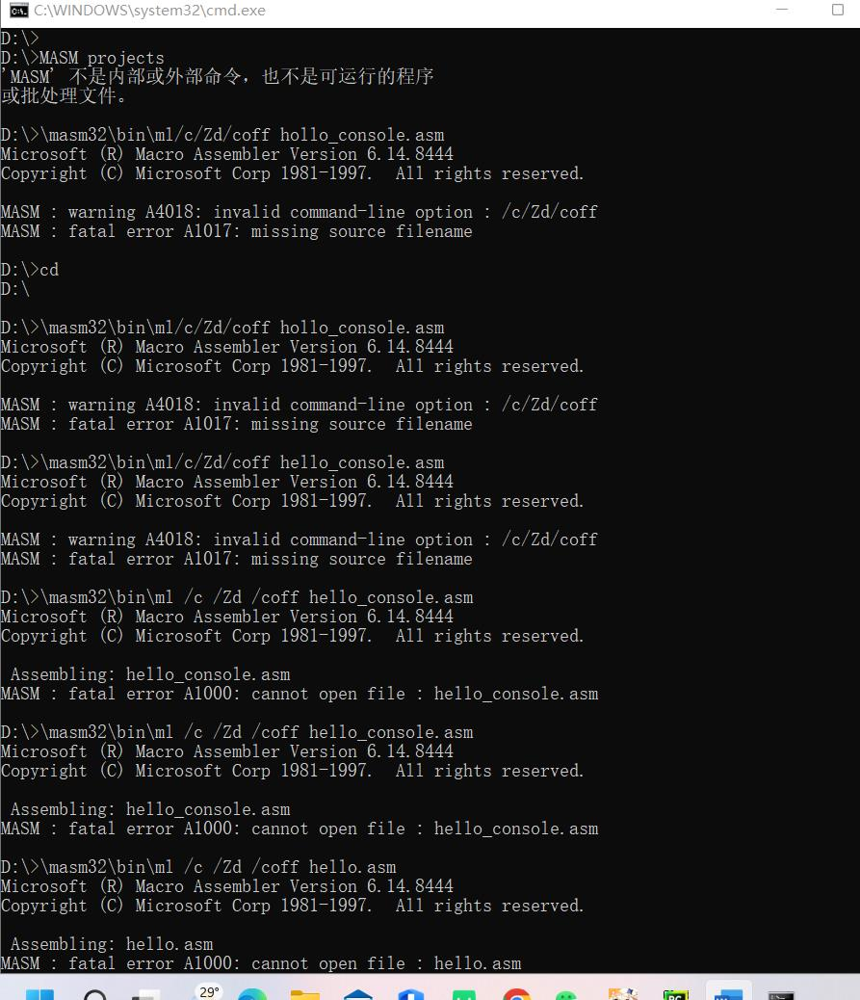 C:\WINDOWS\system32\cmd.exe
D:\>
D:\>MASM projects
'MASM' 不是内部或外部命令，也不是可运行的程序
或批处理文件。
D:\>\masm32\bin\ml/c/Zd/coff hollo_console.asm
Microsoft (R) Macro Assembler Version 6.14.8444
Copyright (C) Microsoft Corp 1981-1997.  All rights reserved.
MASM : warning A4018: invalid command-line option : /c/Zd/coff
MASM : fatal error A1017: missing source filename
D:\>cd
D:\
D:\>\masm32\bin\ml/c/Zd/coff hollo_console.asm
Microsoft (R) Macro Assembler Version 6.14.8444
Copyright (C) Microsoft Corp 1981-1997.  All rights reserved.
MASM : warning A4018: invalid command-line option : /c/Zd/coff
MASM : fatal error A1017: missing source filename
D:\>\masm32\bin\ml/c/Zd/coff hello_console.asm
Microsoft (R) Macro Assembler Version 6.14.8444
Copyright (C) Microsoft Corp 1981-1997.  All rights reserved.
MASM : warning A4018: invalid command-line option : /c/Zd/coff
MASM : fatal error A1017: missing source filename
D:\>\masm32\bin\ml /c /Zd /coff hello_console.asm
Microsoft (R) Macro Assembler Version 6.14.8444
Copyright (C) Microsoft Corp 1981-1997.  All rights reserved.
Assembling: hello_console.asm
MASM : fatal error A1000: cannot open file : hello_console.asm
D:\>\masm32\bin\ml /c /Zd /coff hello_console.asm
Microsoft (R) Macro Assembler Version 6.14.8444
Copyright (C) Microsoft Corp 1981-1997.  All rights reserved.
Assembling: hello_console.asm
MASM : fatal error A1000: cannot open file : hello_console.asm
D:\>\masm32\bin\ml /c /Zd /coff hello.asm
Microsoft (R) Macro Assembler Version 6.14.8444
Copyright (C) Microsoft Corp 1981-1997.  All rights reserved.
Assembling: hello.asm
MASM : fatal error A1000: cannot open file : hello.asm
29°